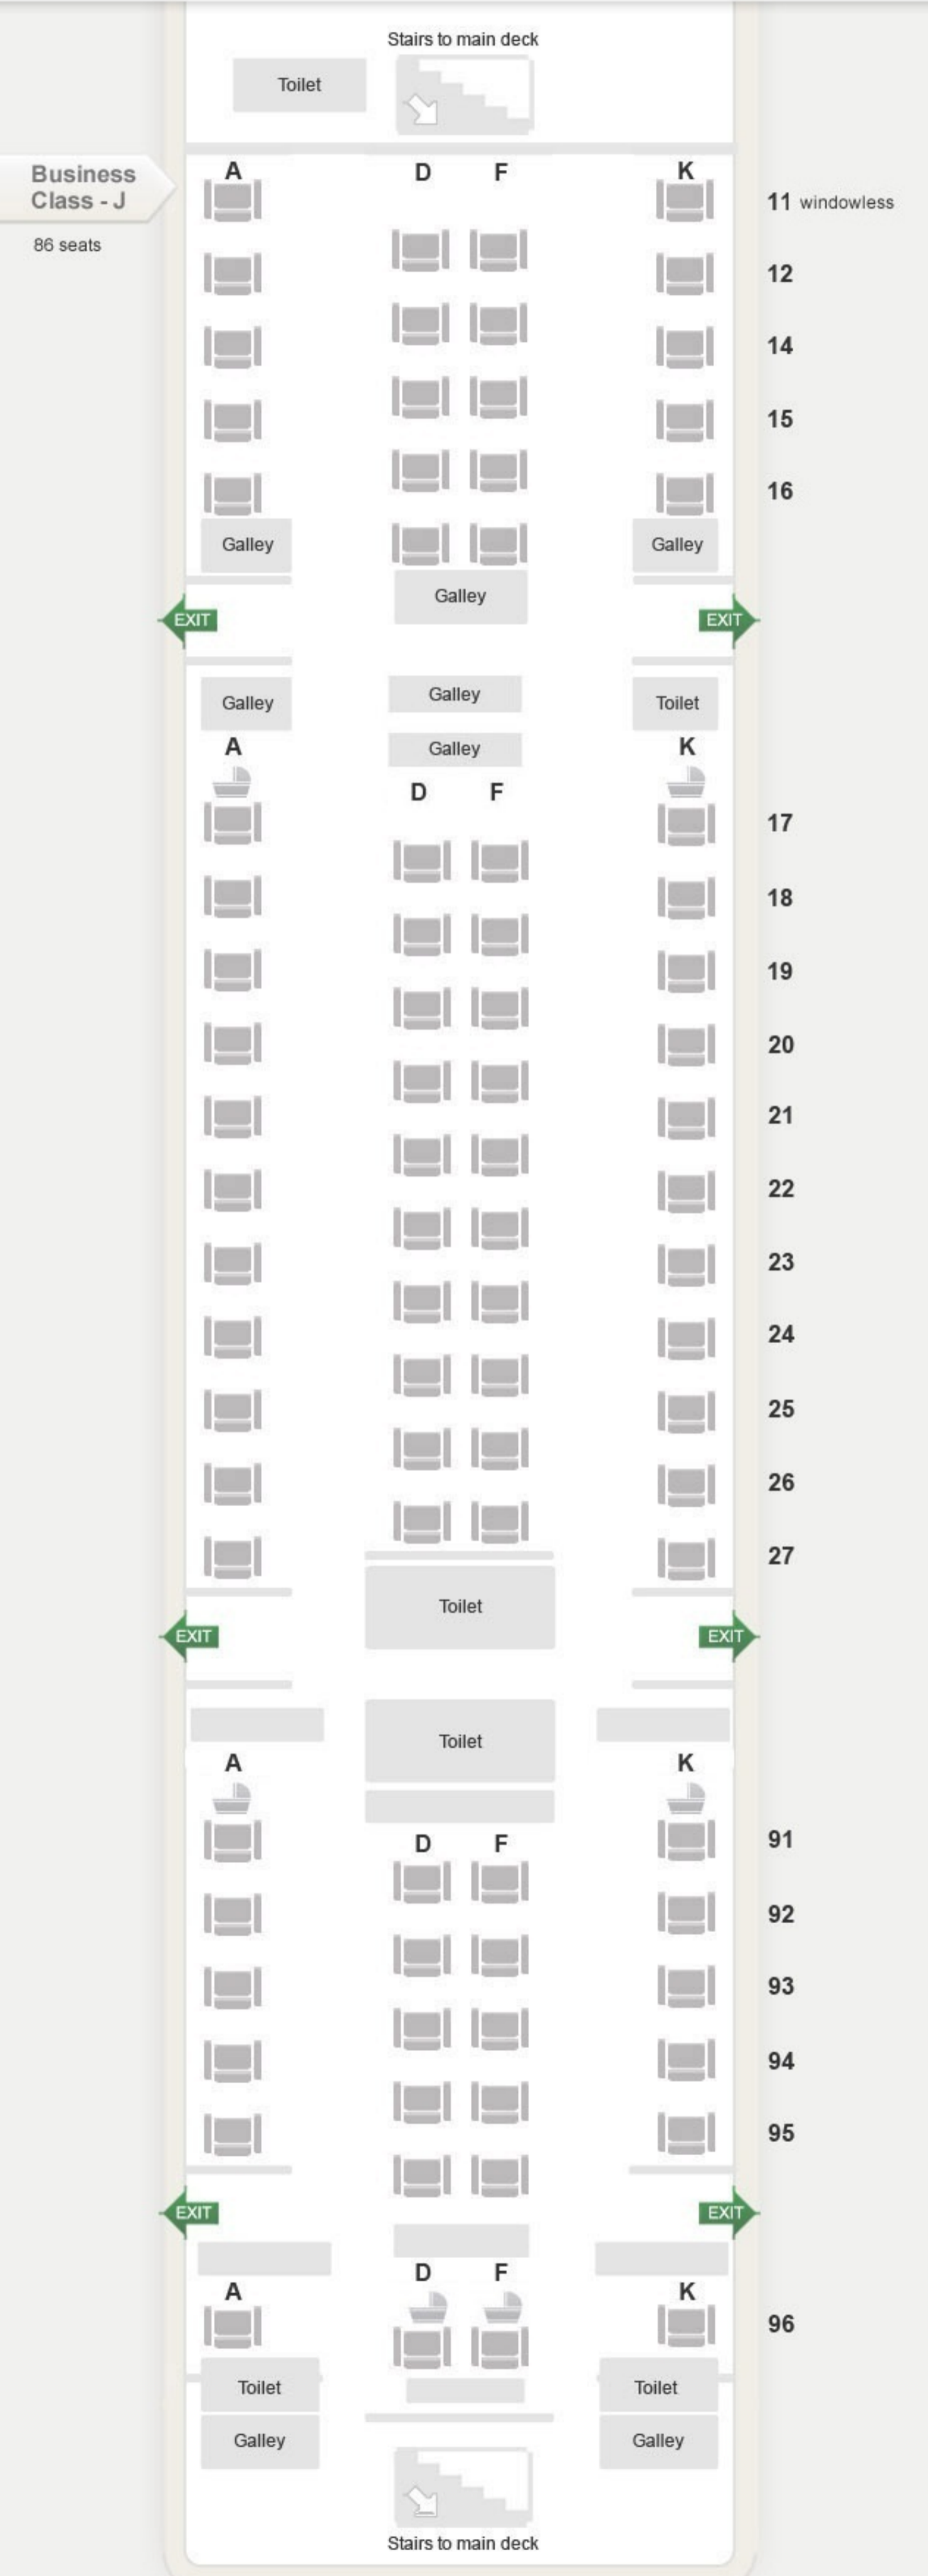 Stairs to main deck
Toilet
Business
Class - J
86 seats
A D F K
11 windowless
12
14
15
16
Galley Galley
Galley
EXIT EXIT
Galley Galley Toilet
Galley
A K
D F
17
18
19
20
21
22
23
24
25
26
27
Toilet
EXIT EXIT
Toilet
A K
91
D F
92
93
94
95
EXIT EXIT
D F
A K
96
Toilet Toilet
Galley Galley
Stairs to main deck